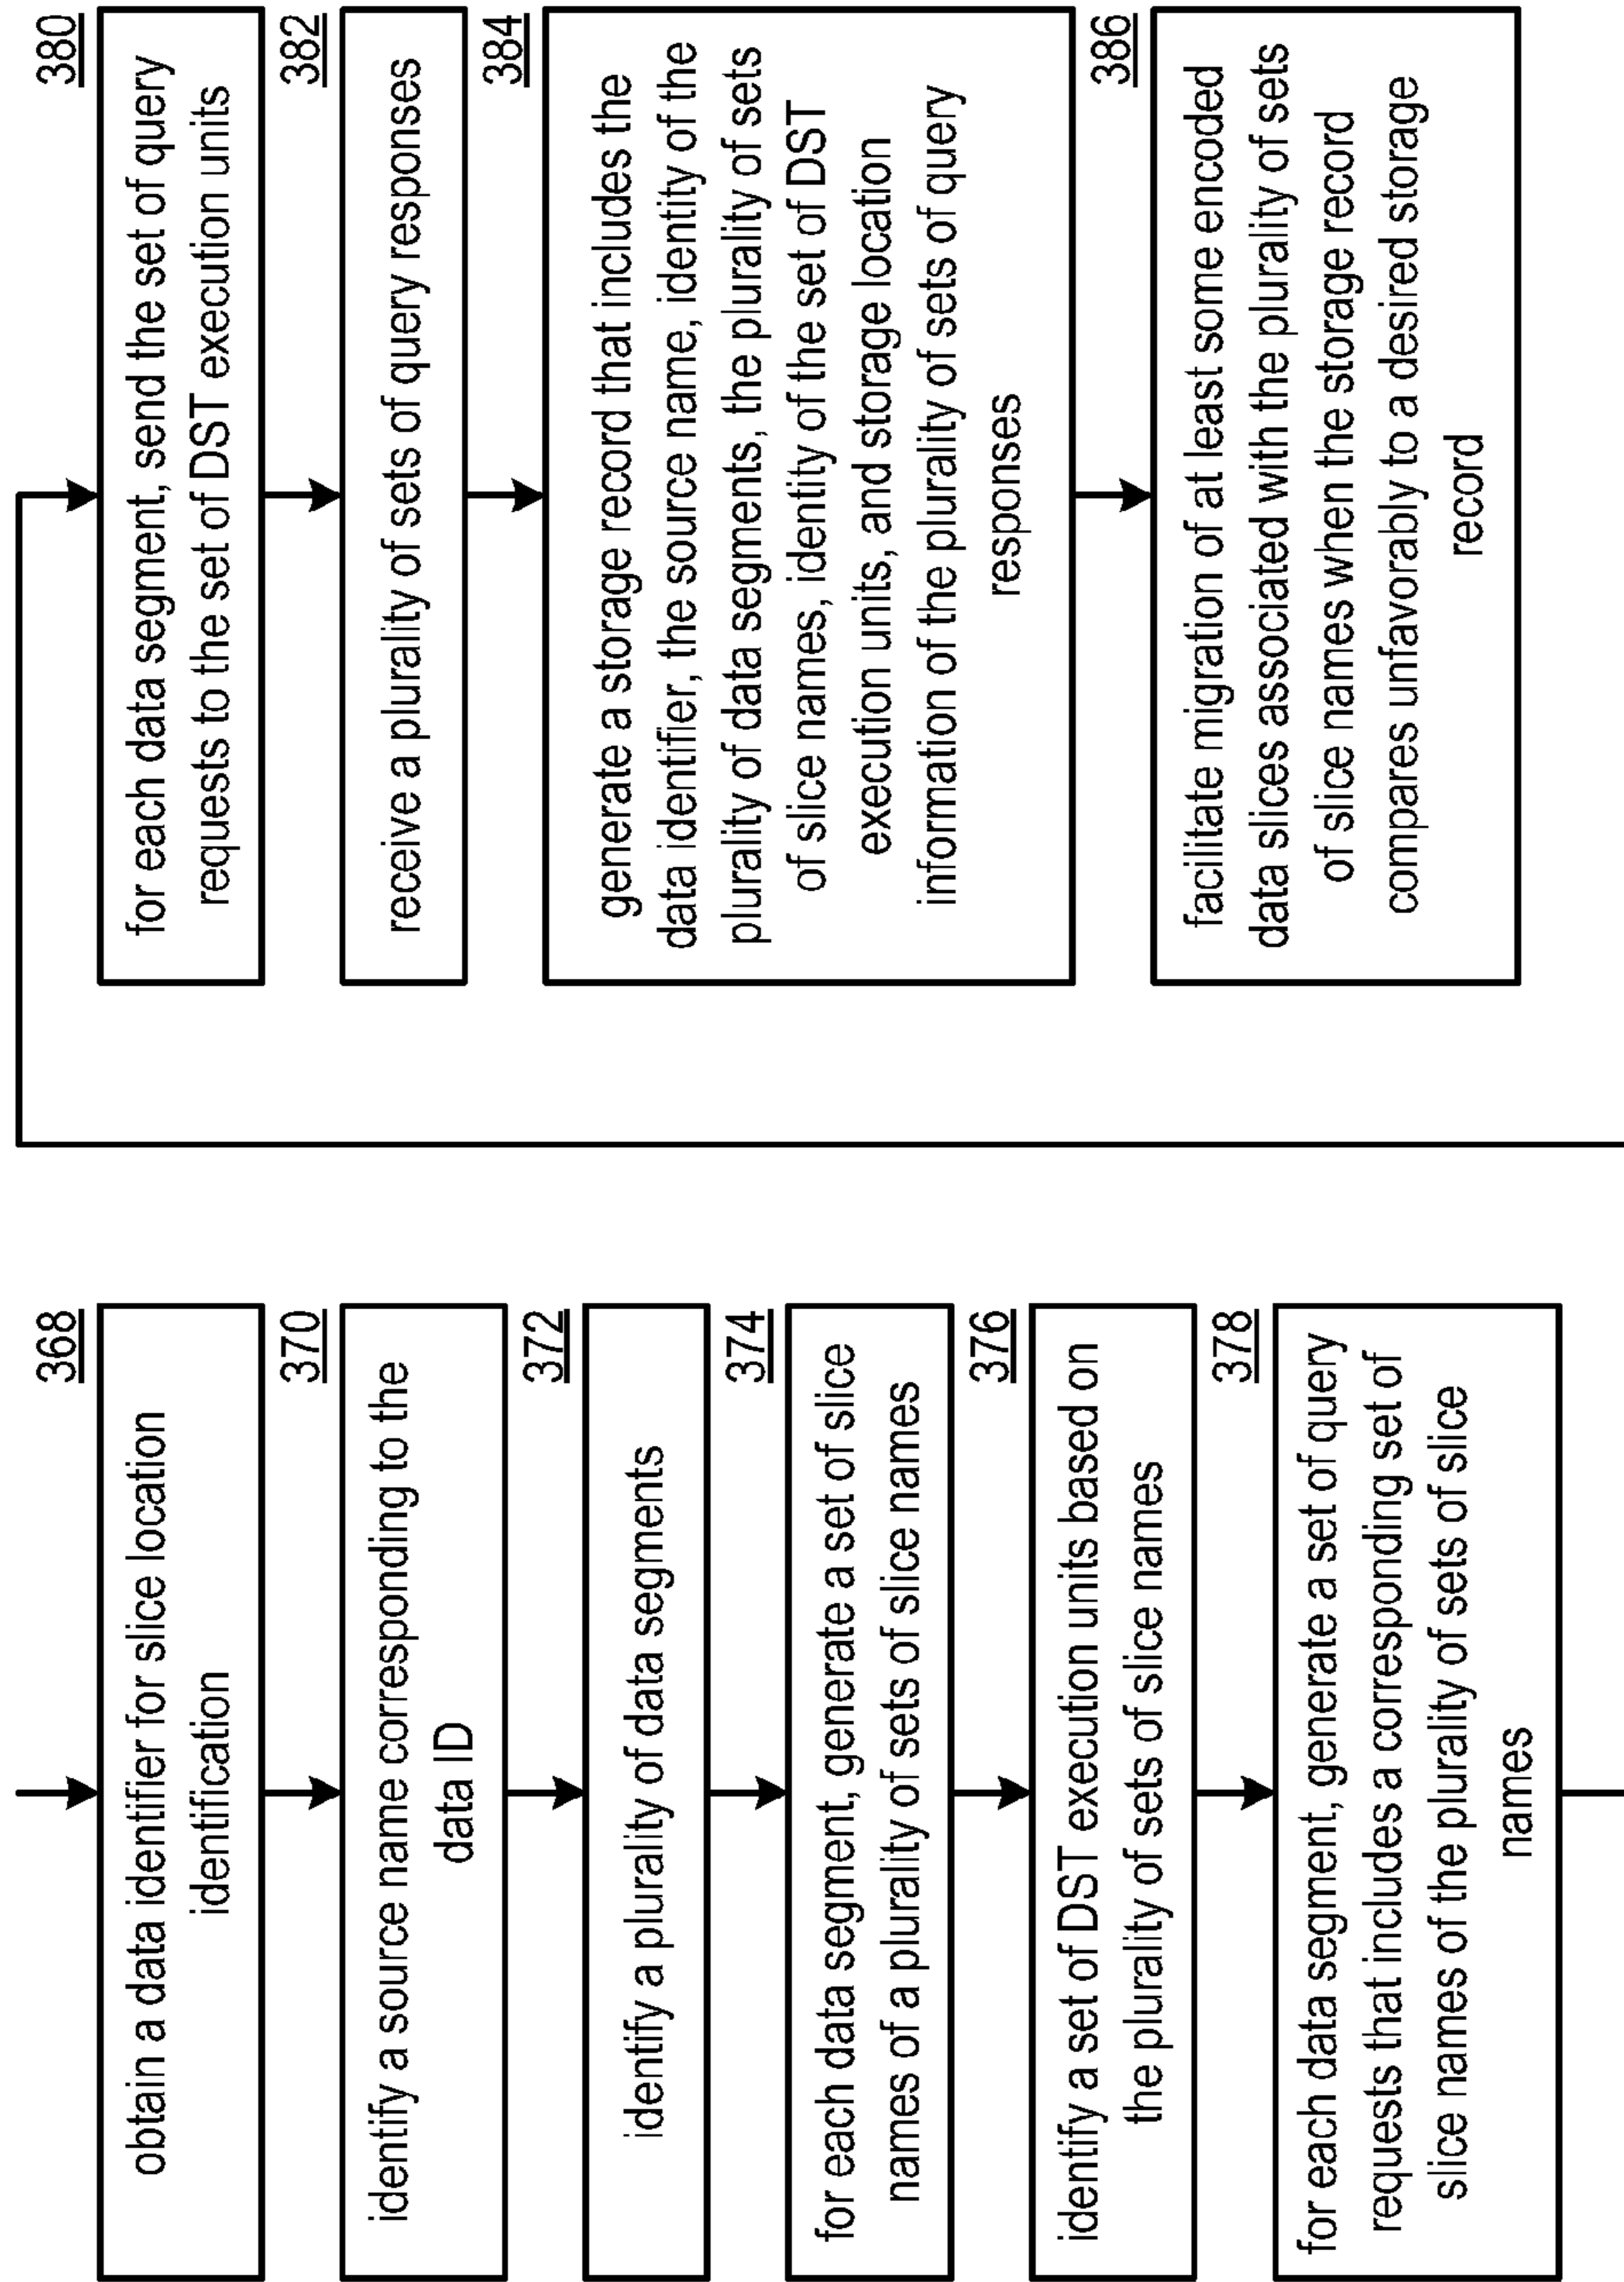 368
obtain a data identifier for slice location
identification
370
identify a source name corresponding to the
data ID
372
identify a plurality of data segments
374
for each data segment, generate a set of slice
names of a plurality of sets of slice names
376
identify a set of DST execution units based on
the plurality of sets of slice names
378
for each data segment, generate a set of query
requests that includes a corresponding set of
slice names of the plurality of sets of slice
names
380
for each data segment, send the set of query
requests to the set of DST execution units
382
receive a plurality of sets of query responses
384
generate a storage record that includes the
data identifier, the source name, identity of the
plurality of data segments, the plurality of sets
of slice names, identity of the set of DST
execution units, and storage location
information of the plurality of sets of query
responses
386
facilitate migration of at least some encoded
data slices associated with the plurality of sets
of slice names when the storage record
compares unfavorably to a desired storage
record